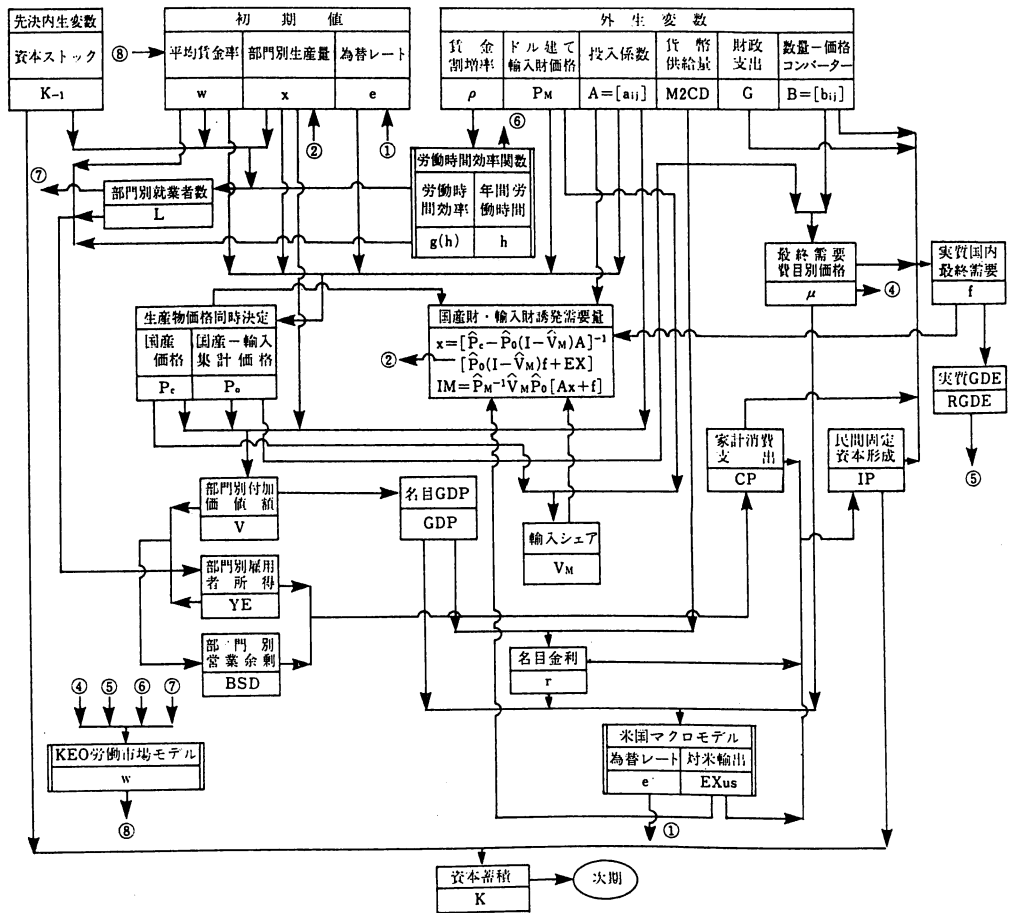 先決内生変数
資本ストック
K-1
⑧
初期値
平均賃金率 部門別生産量 為替レート
w x e
外生変数
賃金割増率 ドル建て輸入財価格 投入係数 貨幣供給量 財政支出 数量-価格コンバーター
ρ PM A=[aij] M2CD G B=[bij]
② ① ⑥
労働時間効率関数
労働時間効率 年間労働時間
g(h) h
⑦
部門別就業者数
L
最終需要
費目別価格
μ
④
実質国内
最終需要
f
生産物価格同時決定
国産価格 国産-輸入集計価格
Pc Po
国産財・輸入財誘発需要量
x=[P̂c-P̂o(I-V̂M)A]⁻¹
[P̂o(I-V̂M)f+EX]
IM=P̂M⁻¹V̂MP̂o[Ax+f]
②
実質GDE
RGDE
⑤
家計消費
支出
CP
民間固定
資本形成
IP
部門別付加
価値額
V
名目GDP
GDP
輸入シェア
VM
部門別雇用
者所得
YE
部門別
営業余剰
BSD
名目金利
r
④ ⑤ ⑥ ⑦
KEO労働市場モデル
w
⑧
米国マクロモデル
為替レート 対米輸出
e EXus
①
資本蓄積
K
次期